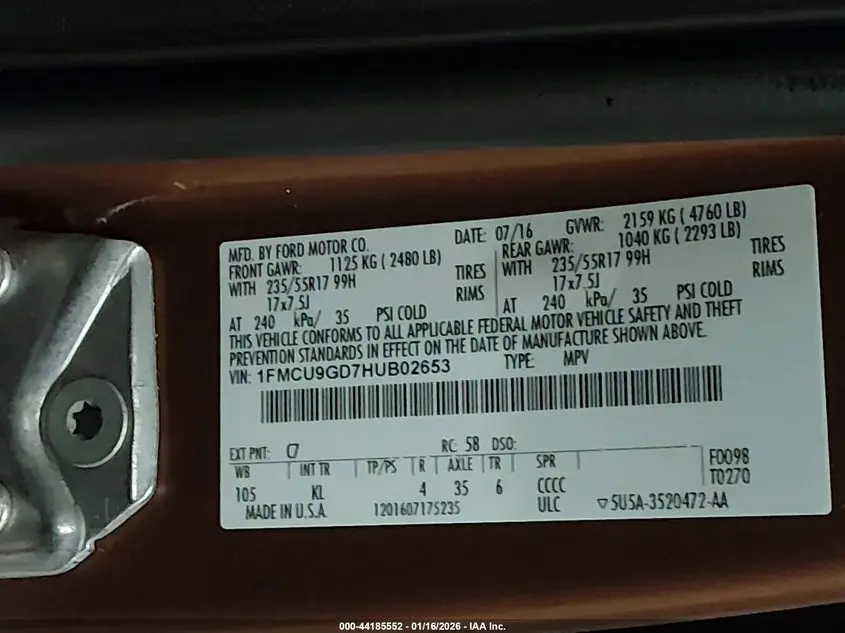 MFD. BY FORD MOTOR CO. DATE: 07/16 GVWR: 2159 KG ( 4760 LB)
FRONT GAWR: 1125 KG ( 2480 LB) REAR GAWR: 1040 KG ( 2293 LB)
WITH 235/55R17 99H TIRES WITH 235/55R17 99H TIRES
17x7.5J RIMS 17x7.5J RIMS
AT 240 kPa/ 35 PSI COLD AT 240 kPa/ 35 PSI COLD
THIS VEHICLE CONFORMS TO ALL APPLICABLE FEDERAL MOTOR VEHICLE SAFETY AND THEFT
PREVENTION STANDARDS IN EFFECT ON THE DATE OF MANUFACTURE SHOWN ABOVE.
VIN: 1FMCU9GD7HUB02653 TYPE: MPV
EXT PNT: C7 RC: 5B DSO:
WB INT TR TP/PS R AXLE TR SPR F0098
105 KL 4 35 6 CCCC T0270
MADE IN U.S.A. 1201607175235 ULC ▽5U5A-3520472-AA
000-44185552 - 01/16/2026 - IAA Inc.